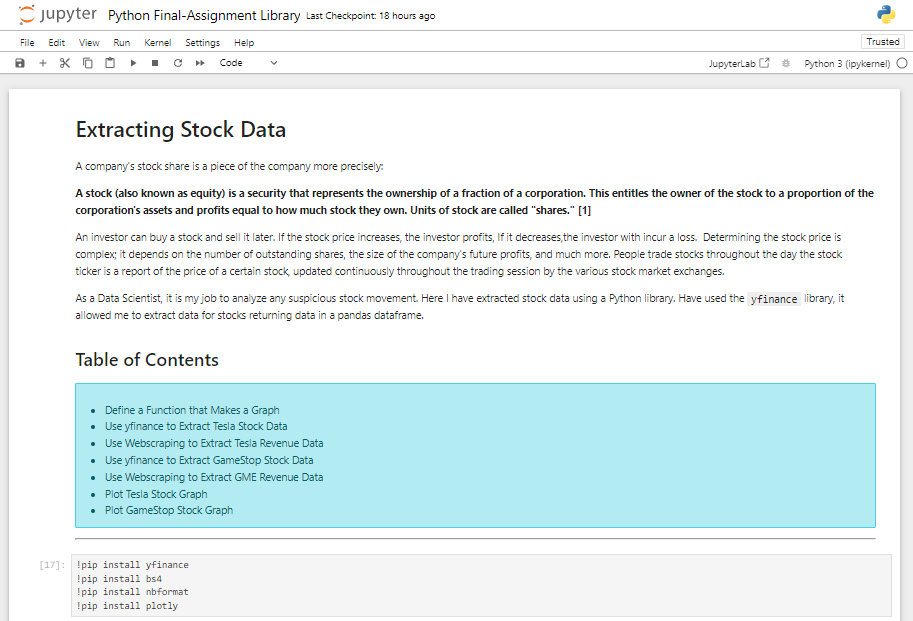 jupyter Python Final-Assignment Library Last Checkpoint: 18 hours ago
File Edit View Run Kernel Settings Help Trusted
Code JupyterLab Python 3 (ipykernel)
Extracting Stock Data
A company's stock share is a piece of the company more precisely:
A stock (also known as equity) is a security that represents the ownership of a fraction of a corporation. This entitles the owner of the stock to a proportion of the
corporation's assets and profits equal to how much stock they own. Units of stock are called "shares." [1]
An investor can buy a stock and sell it later. If the stock price increases, the investor profits, If it decreases,the investor with incur a loss. Determining the stock price is
complex; it depends on the number of outstanding shares, the size of the company's future profits, and much more. People trade stocks throughout the day the stock
ticker is a report of the price of a certain stock, updated continuously throughout the trading session by the various stock market exchanges.
As a Data Scientist, it is my job to analyze any suspicious stock movement. Here I have extracted stock data using a Python library. Have used the yfinance library, it
allowed me to extract data for stocks returning data in a pandas dataframe.
Table of Contents
• Define a Function that Makes a Graph
• Use yfinance to Extract Tesla Stock Data
• Use Webscraping to Extract Tesla Revenue Data
• Use yfinance to Extract GameStop Stock Data
• Use Webscraping to Extract GME Revenue Data
• Plot Tesla Stock Graph
• Plot GameStop Stock Graph
[17]: !pip install yfinance
!pip install bs4
!pip install nbformat
!pip install plotly